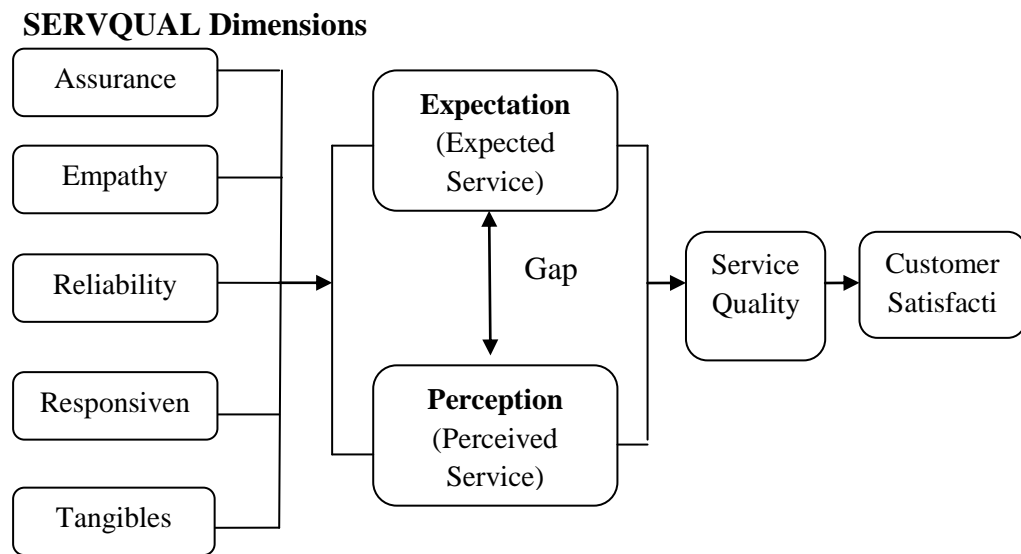 SERVQUAL Dimensions
Assurance
Empathy
Reliability
Responsiven
Tangibles
Expectation
(Expected
Service)
Gap
Perception
(Perceived
Service)
Service
Quality
Customer
Satisfacti